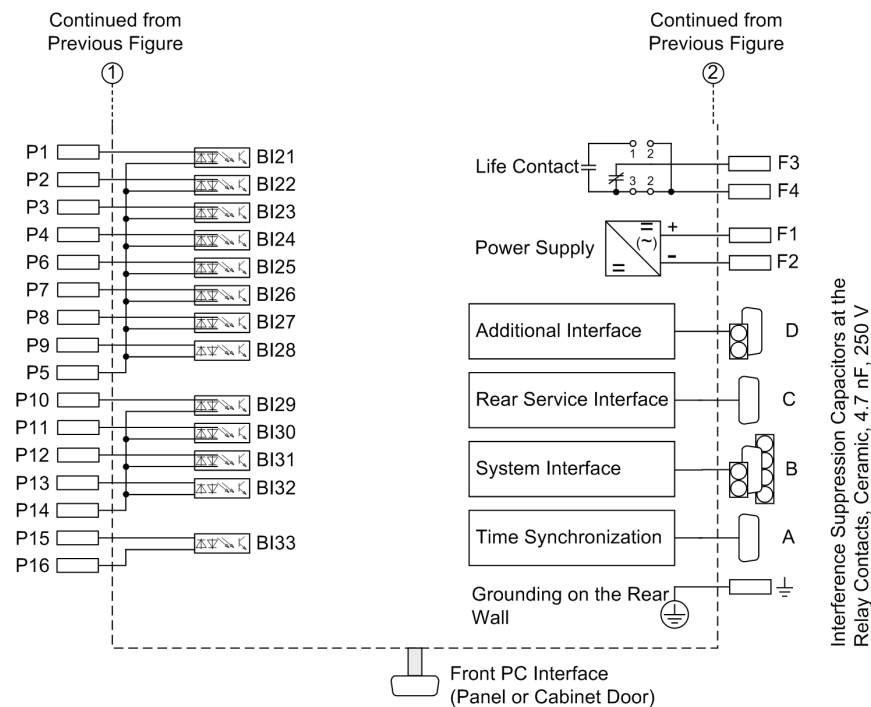 Continued from
Previous Figure
1
Continued from
Previous Figure
2
P1 BI21
P2 BI22
P3 BI23
P4 BI24
P6 BI25
P7 BI26
P8 BI27
P9 BI28
P5
P10 BI29
P11 BI30
P12 BI31
P13 BI32
P14
P15 BI33
P16
Life Contact
1 2
3 2
F3
F4
Power Supply
= + F1
(~)
= - F2
Additional Interface D
Rear Service Interface C
System Interface B
Time Synchronization A
Grounding on the Rear
Wall
Front PC Interface
(Panel or Cabinet Door)
Interference Suppression Capacitors at the
Relay Contacts, Ceramic, 4.7 nF, 250 V